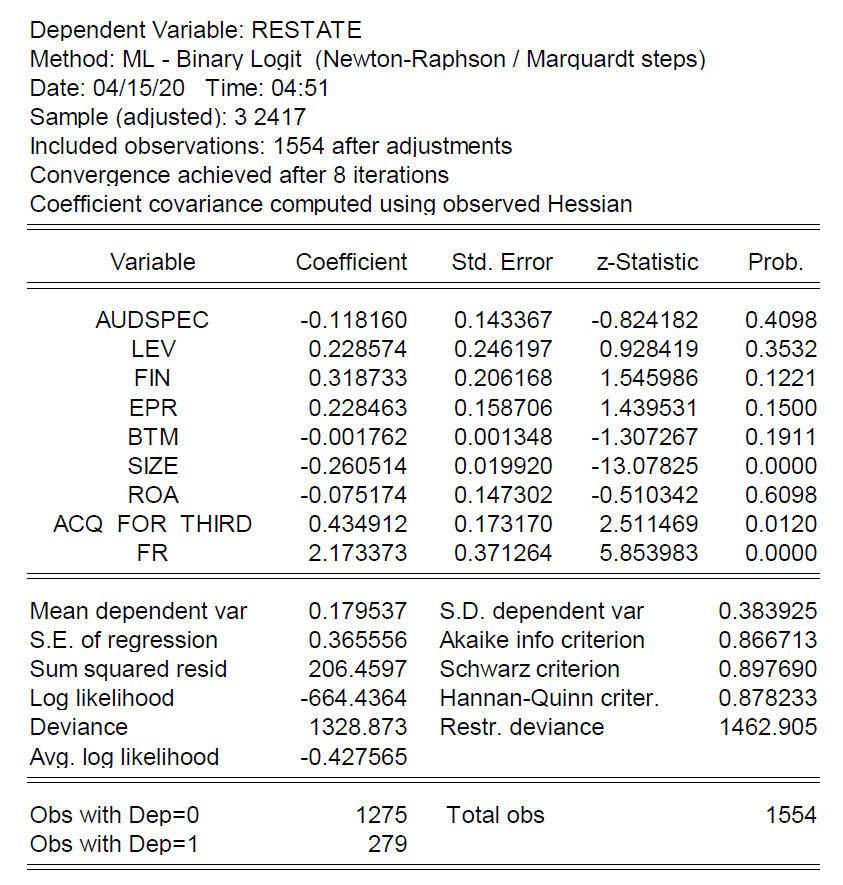 Dependent Variable: RESTATE
Method: ML - Binary Logit (Newton-Raphson / Marquardt steps)
Date: 04/15/20 Time: 04:51
Sample (adjusted): 3 2417
Included observations: 1554 after adjustments
Convergence achieved after 8 iterations
Coefficient covariance computed using observed Hessian
Variable Coefficient Std. Error z-Statistic Prob.
AUDSPEC -0.118160 0.143367 -0.824182 0.4098
LEV 0.228574 0.246197 0.928419 0.3532
FIN 0.318733 0.206168 1.545986 0.1221
EPR 0.228463 0.158706 1.439531 0.1500
BTM -0.001762 0.001348 -1.307267 0.1911
SIZE -0.260514 0.019920 -13.07825 0.0000
ROA -0.075174 0.147302 -0.510342 0.6098
ACQ FOR THIRD 0.434912 0.173170 2.511469 0.0120
FR 2.173373 0.371264 5.853983 0.0000
Mean dependent var 0.179537 S.D. dependent var 0.383925
S.E. of regression 0.365556 Akaike info criterion 0.866713
Sum squared resid 206.4597 Schwarz criterion 0.897690
Log likelihood -664.4364 Hannan-Quinn criter. 0.878233
Deviance 1328.873 Restr. deviance 1462.905
Avg. log likelihood -0.427565
Obs with Dep=0 1275 Total obs 1554
Obs with Dep=1 279